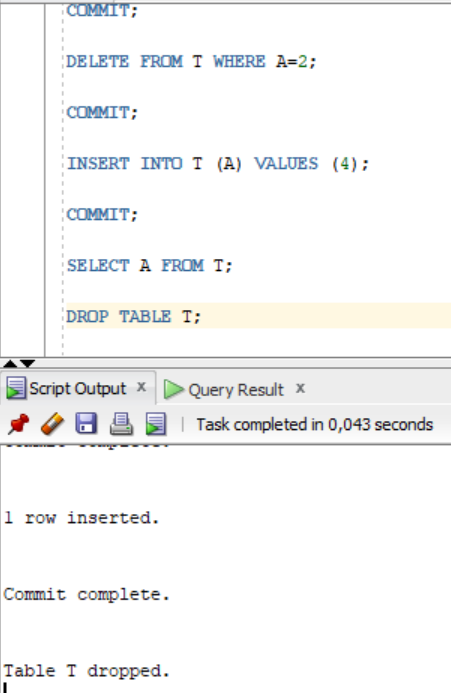 COMMIT;
DELETE FROM T WHERE A=2;
COMMIT;
INSERT INTO T (A) VALUES (4);
COMMIT;
SELECT A FROM T;
DROP TABLE T;
Script Output x
Query Result x
Task completed in 0,043 seconds
1 row inserted.
Commit complete.
Table T dropped.